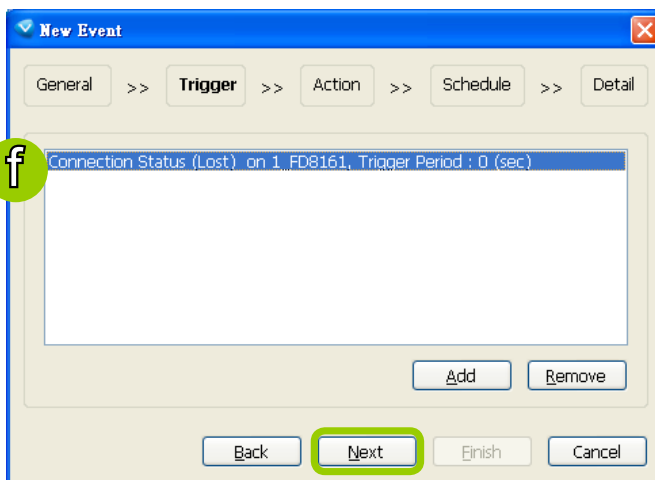 New Event
General >> Trigger >> Action >> Schedule >> Detail
f
Connection Status (Lost) on 1_FD8161, Trigger Period : 0 (sec)
Add Remove
Back Next Finish Cancel